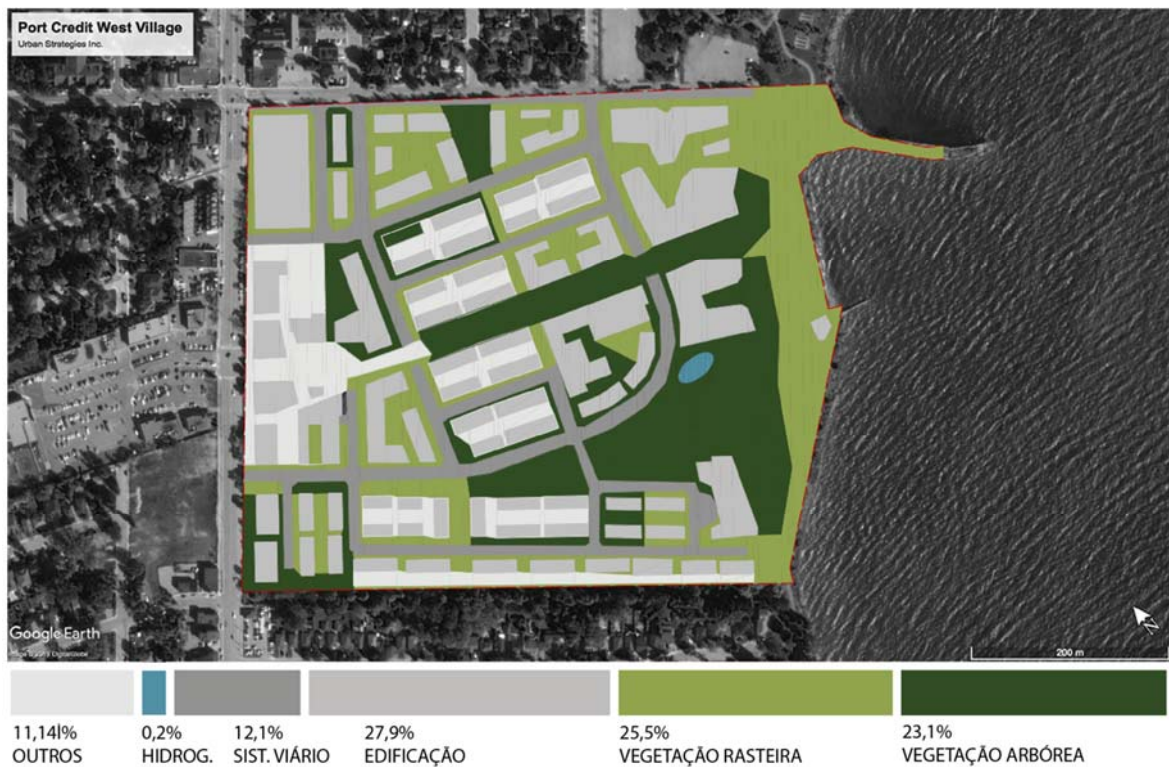 Port Credit West Village
Urban Strategies Inc.
N
Google Earth
200 m
11,14Ì% 0,2% 12,1% 27,9% 25,5% 23,1%
OUTROS HIDROG. SIST. VIÁRIO EDIFICAÇÃO VEGETAÇÃO RASTEIRA VEGETAÇÃO ARBÓREA